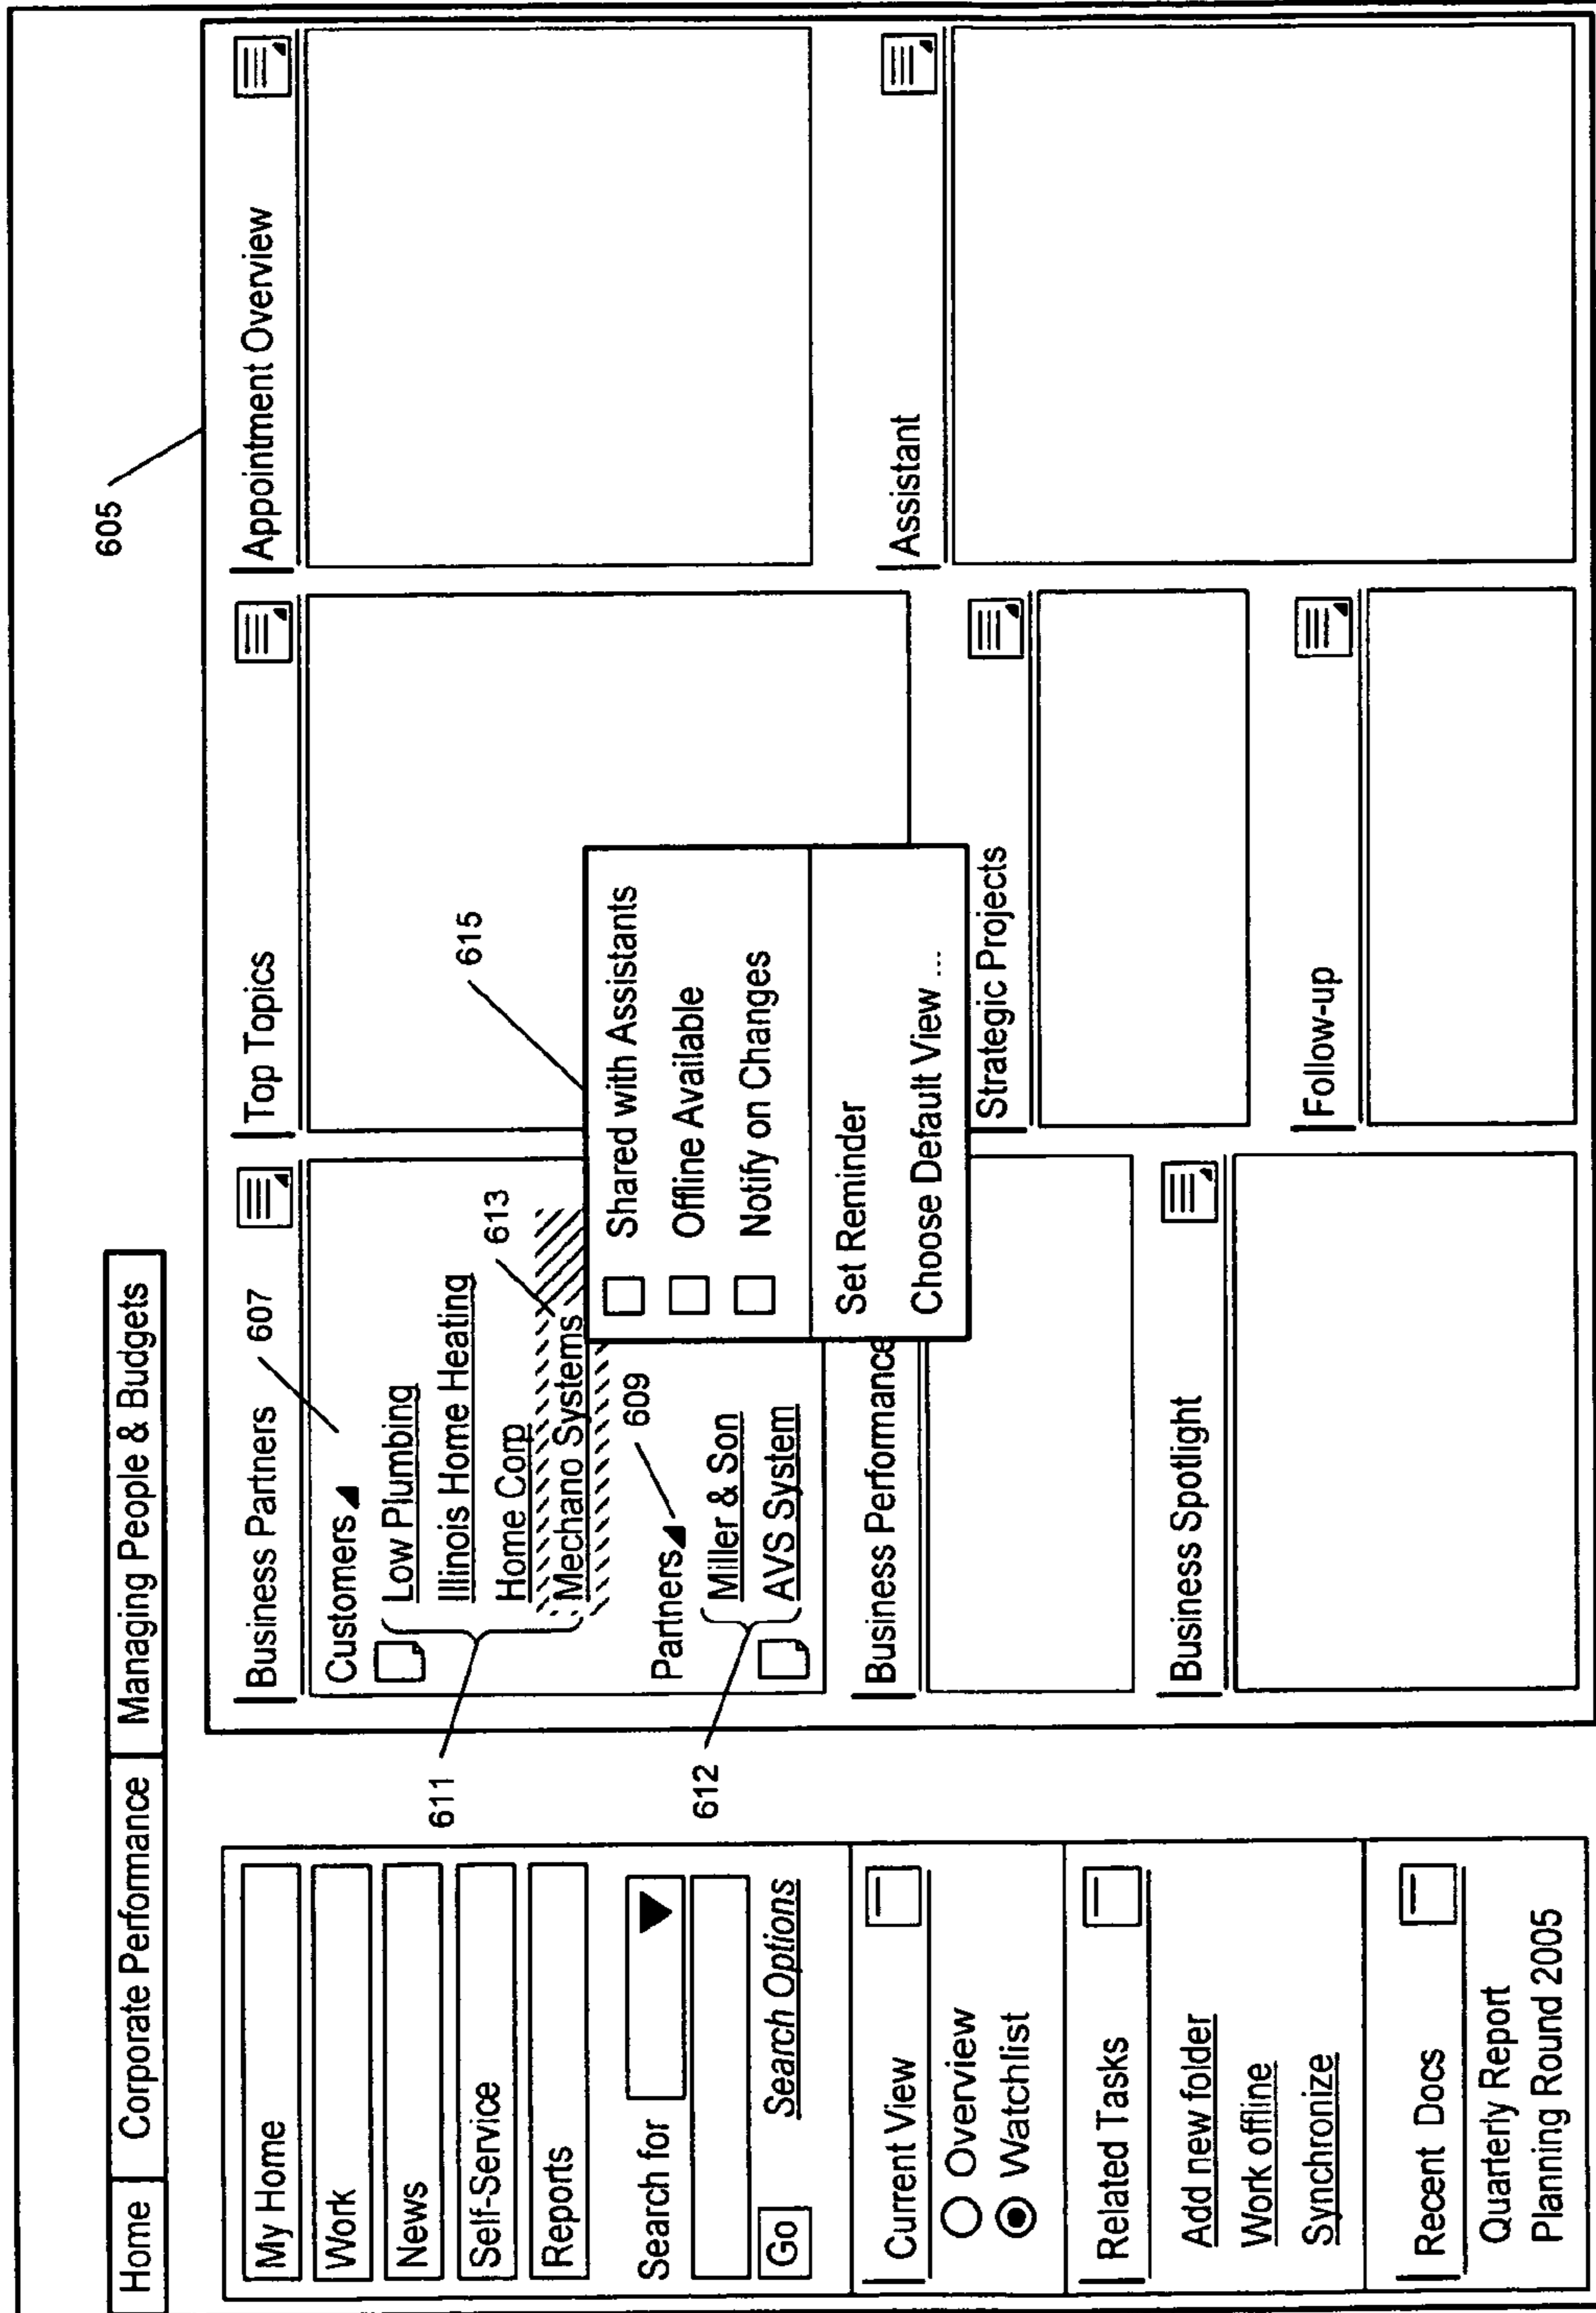 605
Home
Corporate Performance
Managing People & Budgets
My Home
Work
News
Self-Service
Reports
Search for
Go
Search Options
Current View
Overview
Watchlist
Related Tasks
Add new folder
Work offline
Synchronize
Recent Docs
Quarterly Report
Planning Round 2005
Business Partners
607
Customers
611
Low Plumbing
Illinois Home Heating
Home Corp
613
Mechano Systems
Partners
609
612
Miller & Son
AVS System
Business Performance
Business Spotlight
Top Topics
615
Shared with Assistants
Offline Available
Notify on Changes
Set Reminder
Choose Default View ...
Strategic Projects
Follow-up
Appointment Overview
Assistant